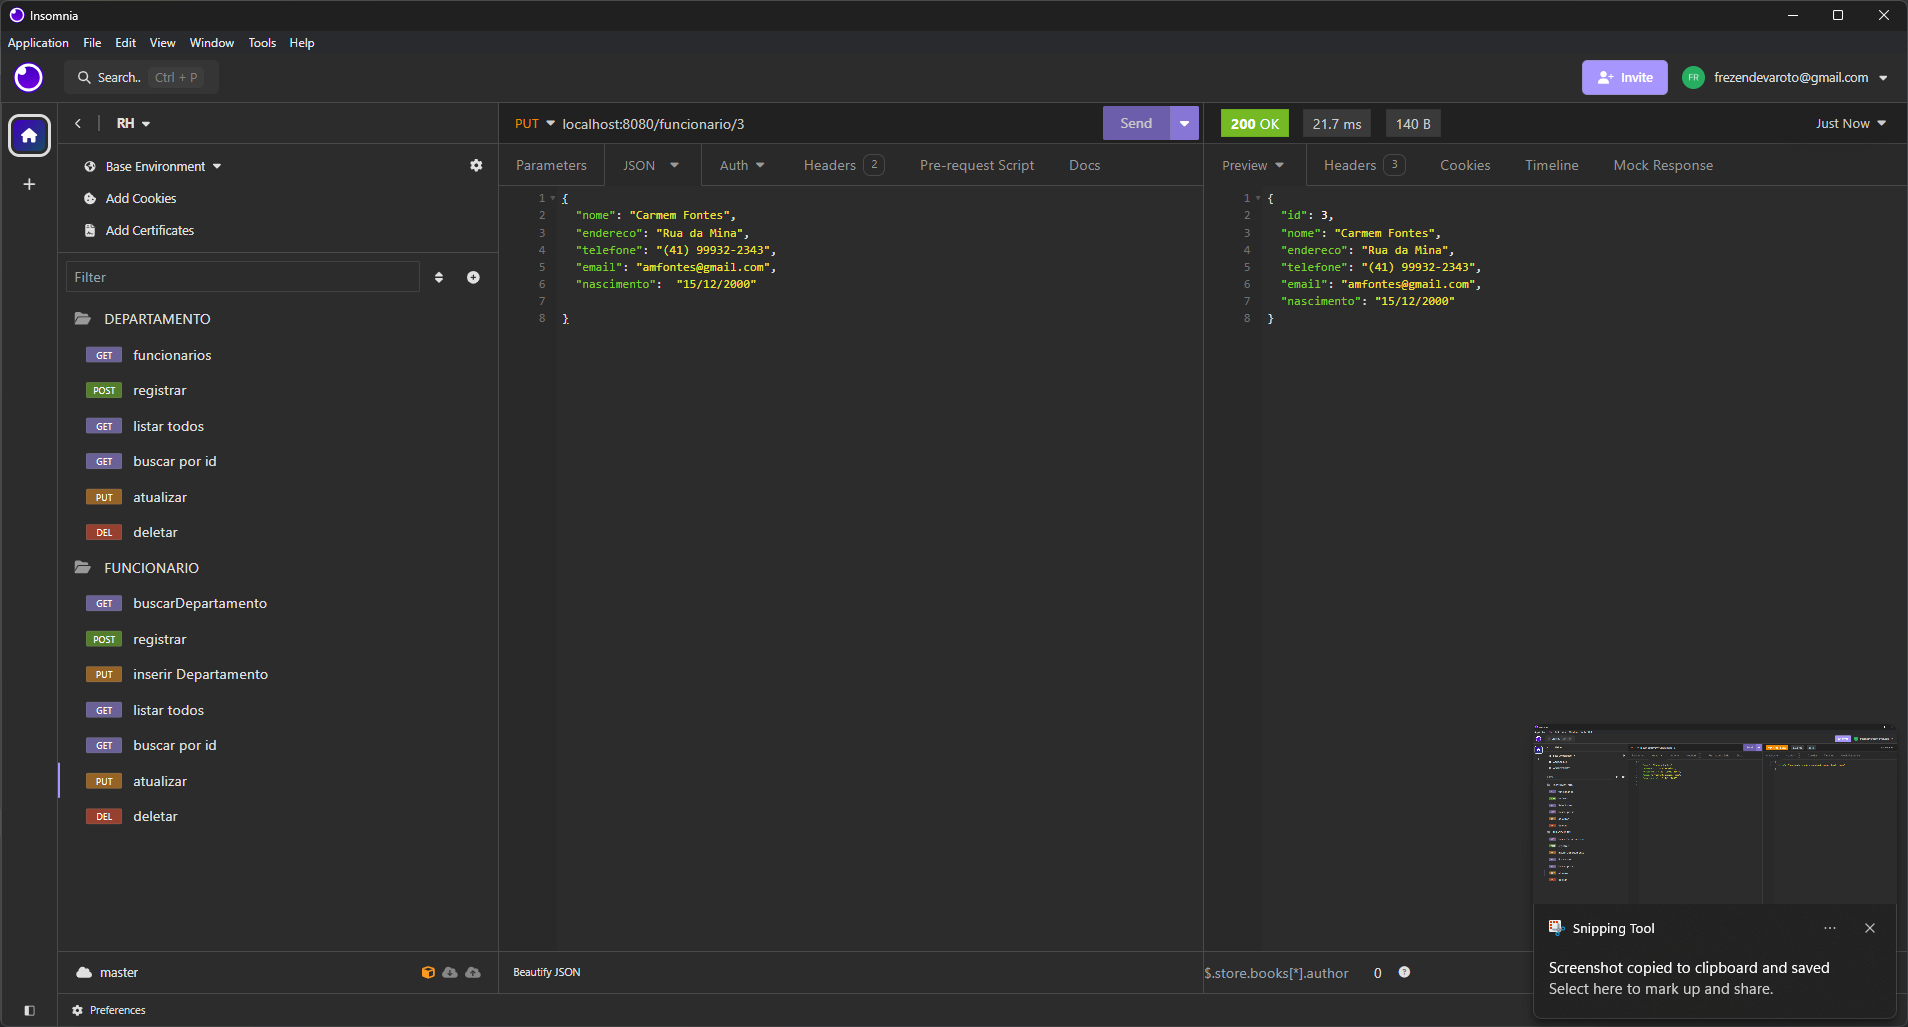 Insomnia
Application File Edit View Window Tools Help
Search.. Ctrl + P
Invite
FR
frezendevaroto@gmail.com
RH
Base Environment
Add Cookies
Add Certificates
Filter
DEPARTAMENTO
GET funcionarios
POST registrar
GET listar todos
GET buscar por id
PUT atualizar
DEL deletar
FUNCIONARIO
GET buscarDepartamento
POST registrar
PUT inserir Departamento
GET listar todos
GET buscar por id
PUT atualizar
DEL deletar
master
Preferences
PUT localhost:8080/funcionario/3
Send
Parameters JSON Auth Headers 2 Pre-request Script Docs
1 {
2 "nome": "Carmem Fontes",
3 "endereco": "Rua da Mina",
4 "telefone": "(41) 99932-2343",
5 "email": "amfontes@gmail.com",
6 "nascimento":  "15/12/2000"
7
8 }
Beautify JSON
200 OK 21.7 ms 140 B
Just Now
Preview Headers 3 Cookies Timeline Mock Response
1 {
2 "id": 3,
3 "nome": "Carmem Fontes",
4 "endereco": "Rua da Mina",
5 "telefone": "(41) 99932-2343",
6 "email": "amfontes@gmail.com",
7 "nascimento": "15/12/2000"
8 }
$.store.books[*].author 0
Snipping Tool
Screenshot copied to clipboard and saved
Select here to mark up and share.